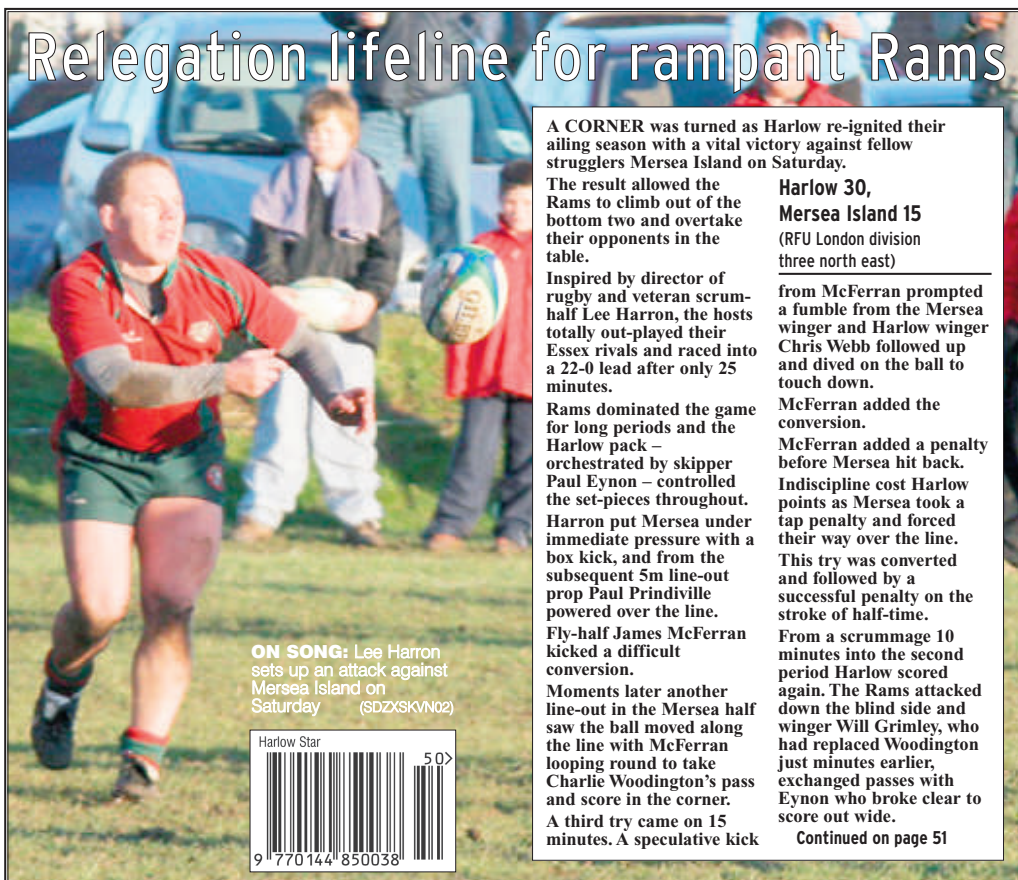 Relegation lifeline for rampant Rams
A CORNER was turned as Harlow re-ignited their
ailing season with a vital victory against fellow
strugglers Mersea Island on Saturday.
The result allowed the
Rams to climb out of the
bottom two and overtake
their opponents in the
table.
Inspired by director of
rugby and veteran scrum-
half Lee Harron, the hosts
totally out-played their
Essex rivals and raced into
a 22-0 lead after only 25
minutes.
Rams dominated the game
for long periods and the
Harlow pack –
orchestrated by skipper
Paul Eynon – controlled
the set-pieces throughout.
Harron put Mersea under
immediate pressure with a
box kick, and from the
subsequent 5m line-out
prop Paul Prindiville
powered over the line.
Fly-half James McFerran
kicked a difficult
conversion.
Moments later another
line-out in the Mersea half
saw the ball moved along
the line with McFerran
looping round to take
Charlie Woodington's pass
and score in the corner.
A third try came on 15
minutes. A speculative kick
Harlow 30,
Mersea Island 15
(RFU London division
three north east)
from McFerran prompted
a fumble from the Mersea
winger and Harlow winger
Chris Webb followed up
and dived on the ball to
touch down.
McFerran added the
conversion.
McFerran added a penalty
before Mersea hit back.
Indiscipline cost Harlow
points as Mersea took a
tap penalty and forced
their way over the line.
This try was converted
and followed by a
successful penalty on the
stroke of half-time.
From a scrummage 10
minutes into the second
period Harlow scored
again. The Rams attacked
down the blind side and
winger Will Grimley, who
had replaced Woodington
just minutes earlier,
exchanged passes with
Eynon who broke clear to
score out wide.
Continued on page 51
ON SONG: Lee Harron
sets up an attack against
Mersea Island on
Saturday (SDZXSKVN02)
Harlow Star
50>
9 770144 850038